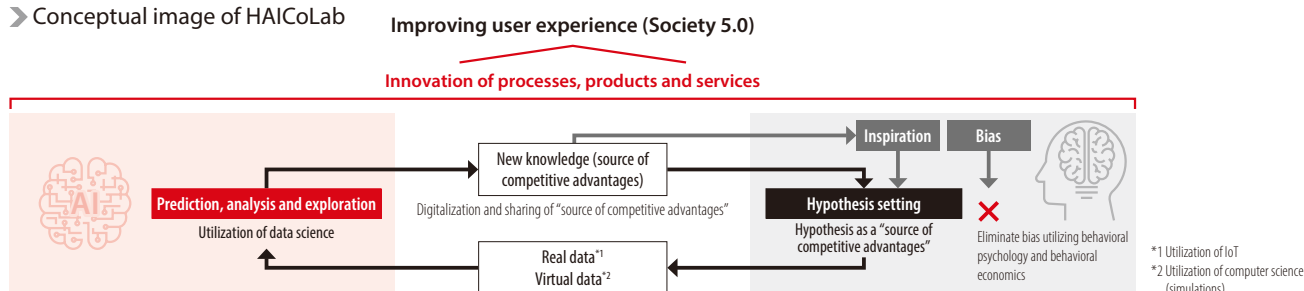 Conceptual image of HAICoLab
Improving user experience (Society 5.0)
Innovation of processes, products and services
AI
Prediction, analysis and exploration
Utilization of data science
New knowledge (source of
competitive advantages)
Digitalization and sharing of “source of competitive advantages”
Real data*1
Virtual data*2
Inspiration
Bias
Hypothesis setting
Hypothesis as a “source of
competitive advantages”
Eliminate bias utilizing behavioral
psychology and behavioral
economics
*1 Utilization of IoT
*2 Utilization of computer science
(simulations)